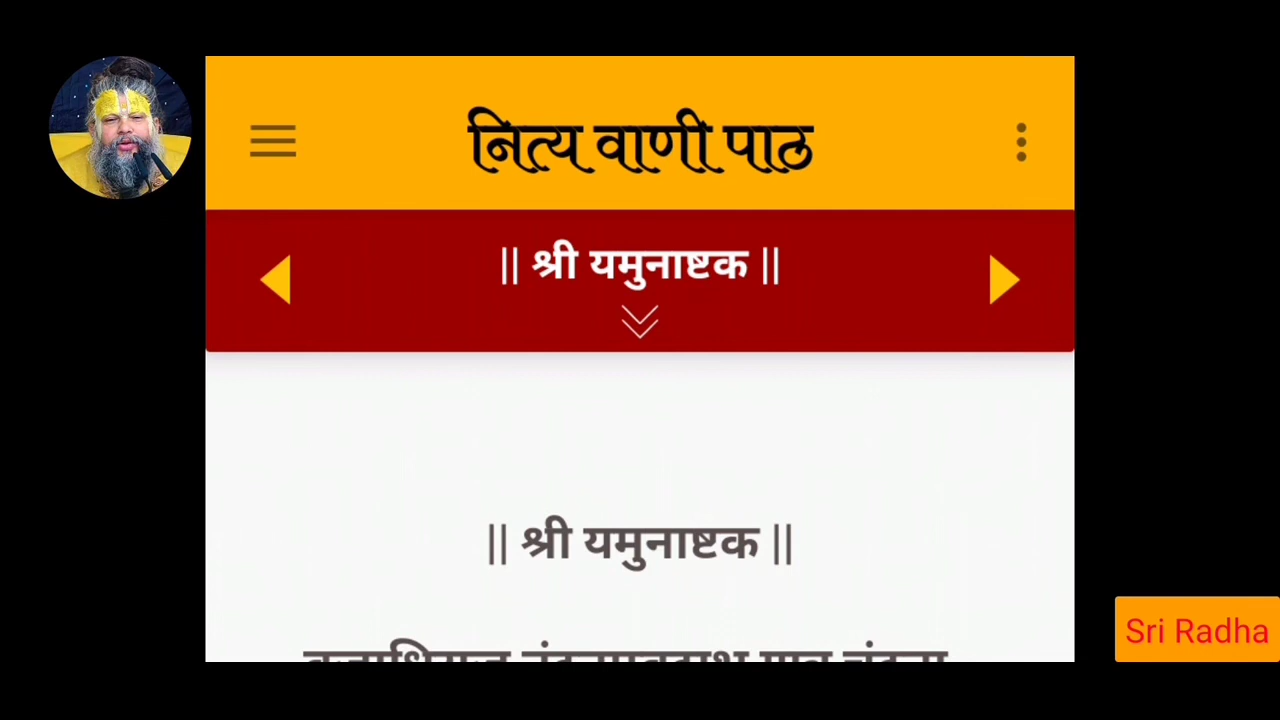 नित्य वाणी पाठ
|| श्री यमुनाष्टक ||
|| श्री यमुनाष्टक ||
Sri Radha